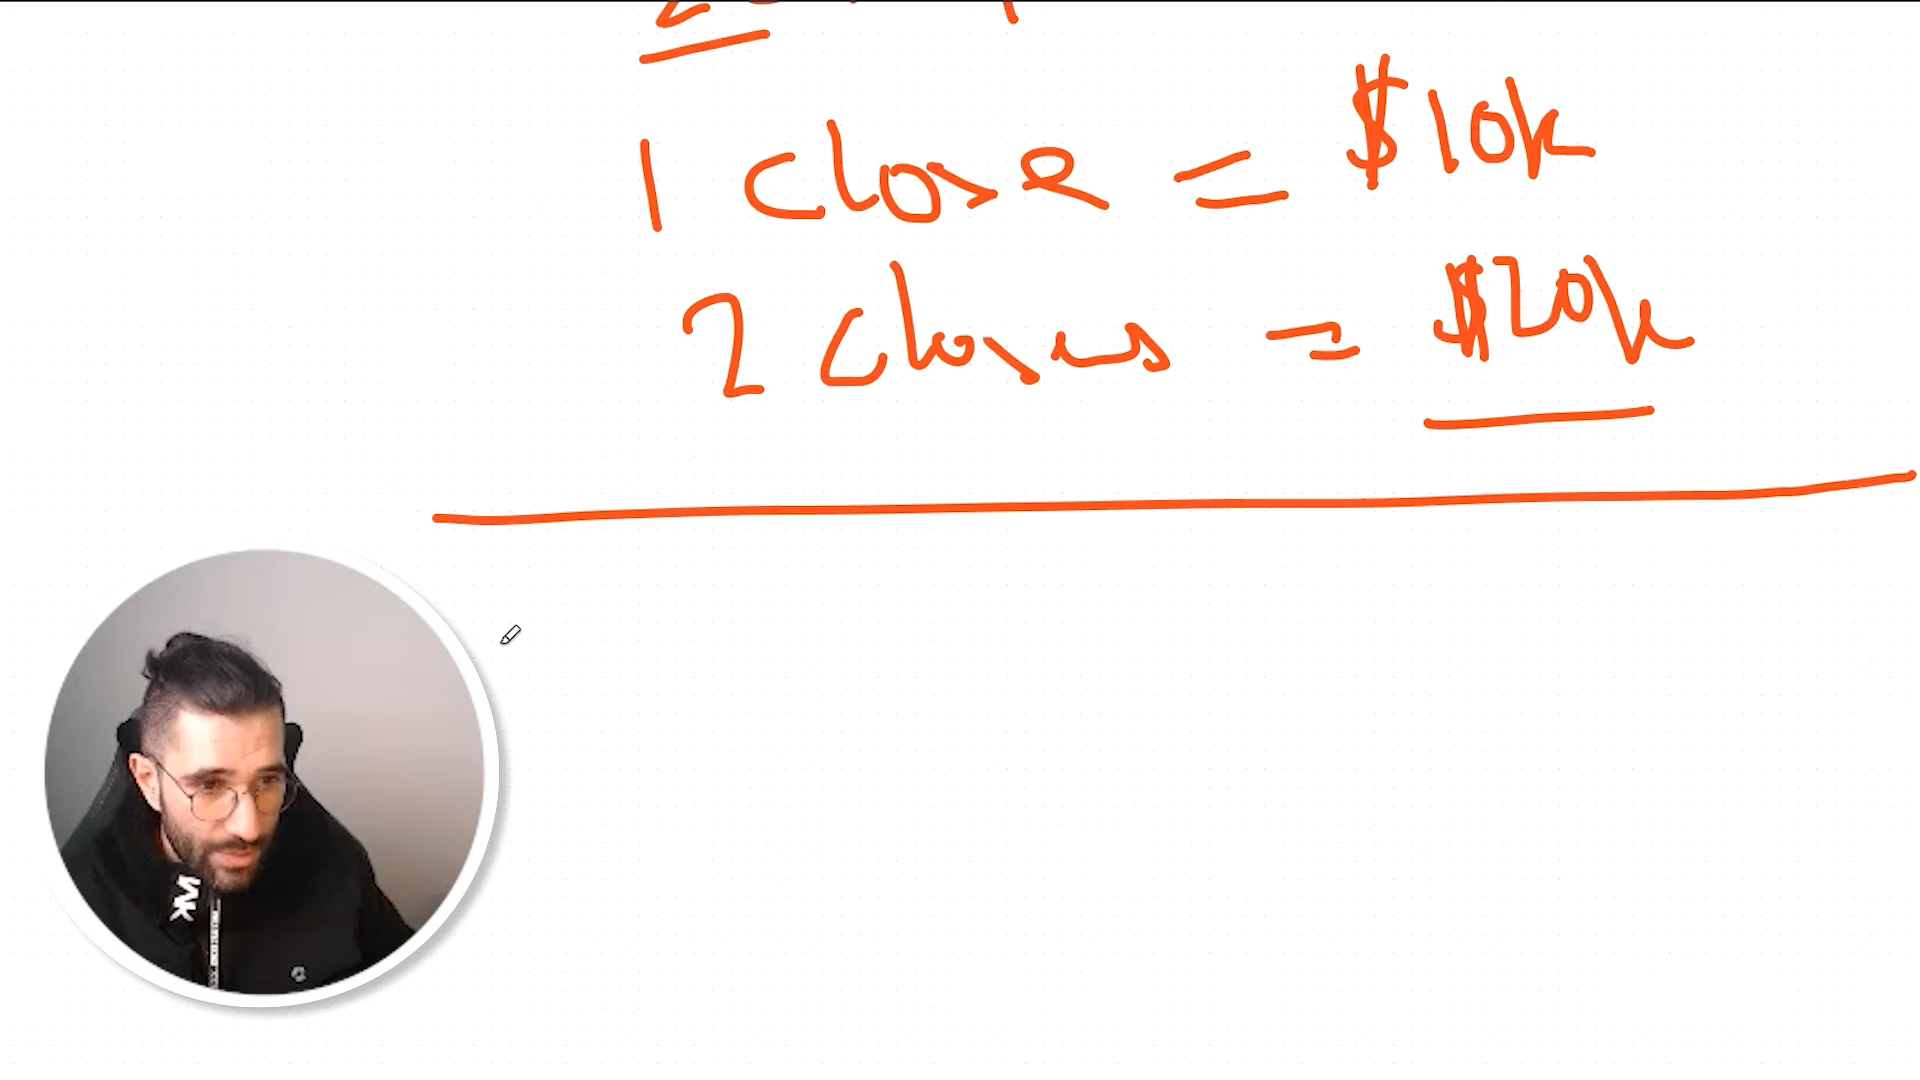 1 close = $10k
2 closes = $20k